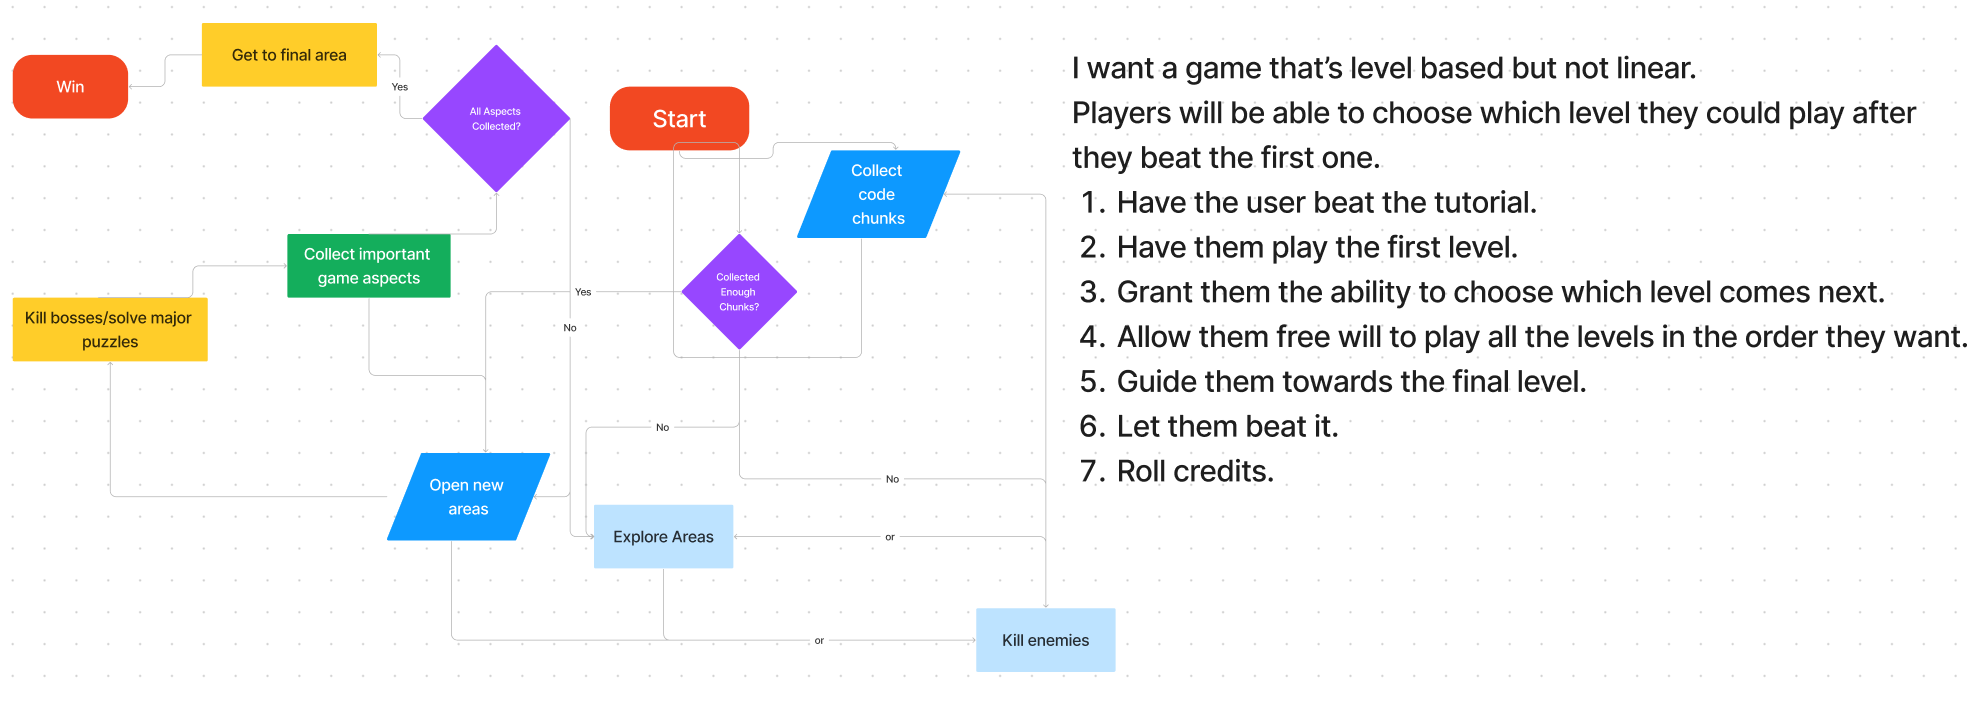 Get to final area
Win
Yes
All Aspects
Collected?
Start
Collect
code
chunks
Collect important
game aspects
Collected
Enough
Chunks?
Yes
No
Kill bosses/solve major
puzzles
No
Open new
areas
No
Explore Areas
or
or
Kill enemies
I want a game that’s level based but not linear.
Players will be able to choose which level they could play after
they beat the first one.
1. Have the user beat the tutorial.
2. Have them play the first level.
3. Grant them the ability to choose which level comes next.
4. Allow them free will to play all the levels in the order they want.
5. Guide them towards the final level.
6. Let them beat it.
7. Roll credits.